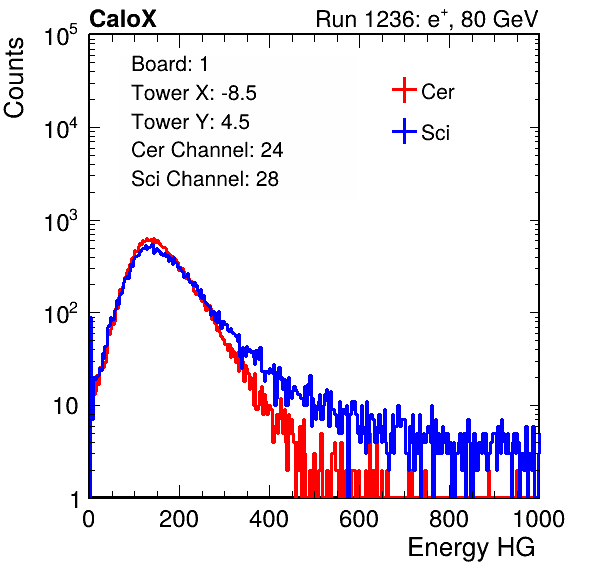 CaloX Run 1236: e⁺, 80 GeV
Counts
Board: 1
Tower X: -8.5
Tower Y: 4.5
Cer Channel: 24
Sci Channel: 28
Cer
Sci
10⁵
10⁴
10³
10²
10
1
0 200 400 600 800 1000
Energy HG